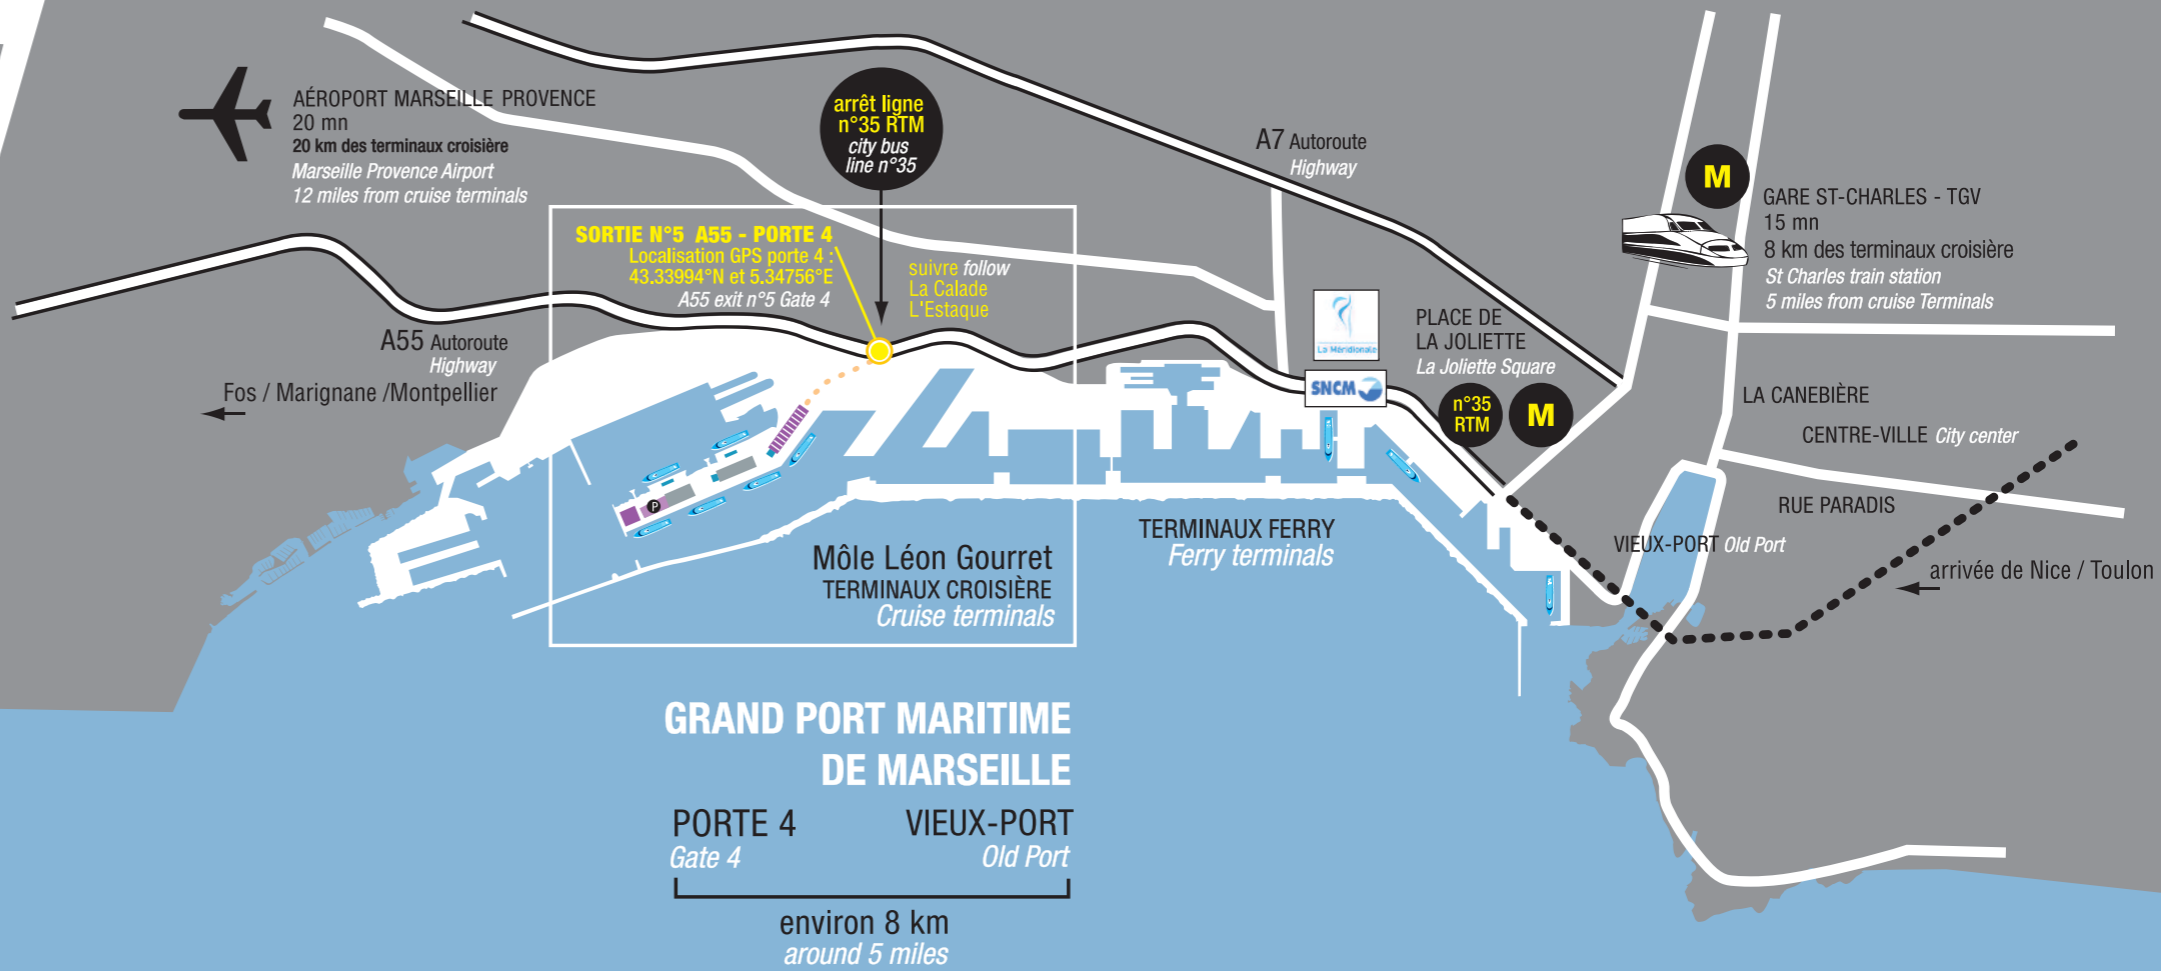 AÉROPORT MARSEILLE PROVENCE
20 mn
20 km des terminaux croisière
Marseille Provence Airport
12 miles from cruise terminals
arrêt ligne
n°35 RTM
city bus
line n°35
A7 Autoroute
Highway
M
GARE ST-CHARLES - TGV
15 mn
8 km des terminaux croisière
St Charles train station
5 miles from cruise Terminals
SORTIE N°5 A55 - PORTE 4
Localisation GPS porte 4 :
43.33994°N et 5.34756°E
A55 exit n°5 Gate 4
suivre follow
La Calade
L'Estaque
A55 Autoroute
Highway
Fos / Marignane /Montpellier
La Méridionale
SNCM
PLACE DE
LA JOLIETTE
La Joliette Square
n°35
RTM
M
LA CANEBIÈRE
CENTRE-VILLE City center
RUE PARADIS
VIEUX-PORT Old Port
arrivée de Nice / Toulon
P
Môle Léon Gourret
TERMINAUX CROISIÈRE
Cruise terminals
TERMINAUX FERRY
Ferry terminals
GRAND PORT MARITIME
DE MARSEILLE
PORTE 4
Gate 4
VIEUX-PORT
Old Port
environ 8 km
around 5 miles